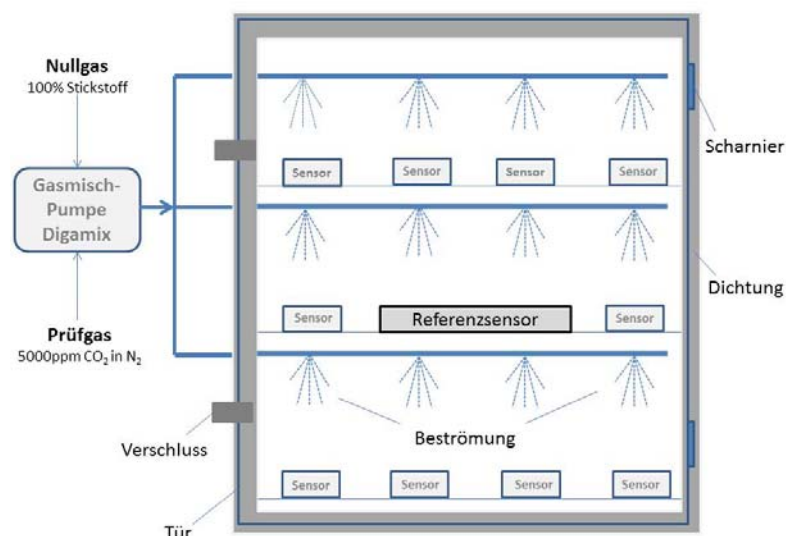 Nullgas
100% Stickstoff
Gasmisch-
Pumpe
Digamix
Prüfgas
5000ppm CO₂ in N₂
Verschluss
Tür
Sensor
Sensor
Sensor
Sensor
Sensor
Referenzsensor
Sensor
Beströmung
Sensor
Sensor
Sensor
Sensor
Scharnier
Dichtung